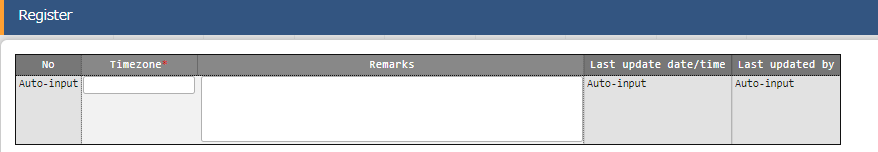 Register
No Timezone* Remarks Last update date/time Last updated by
Auto-input Auto-input Auto-input